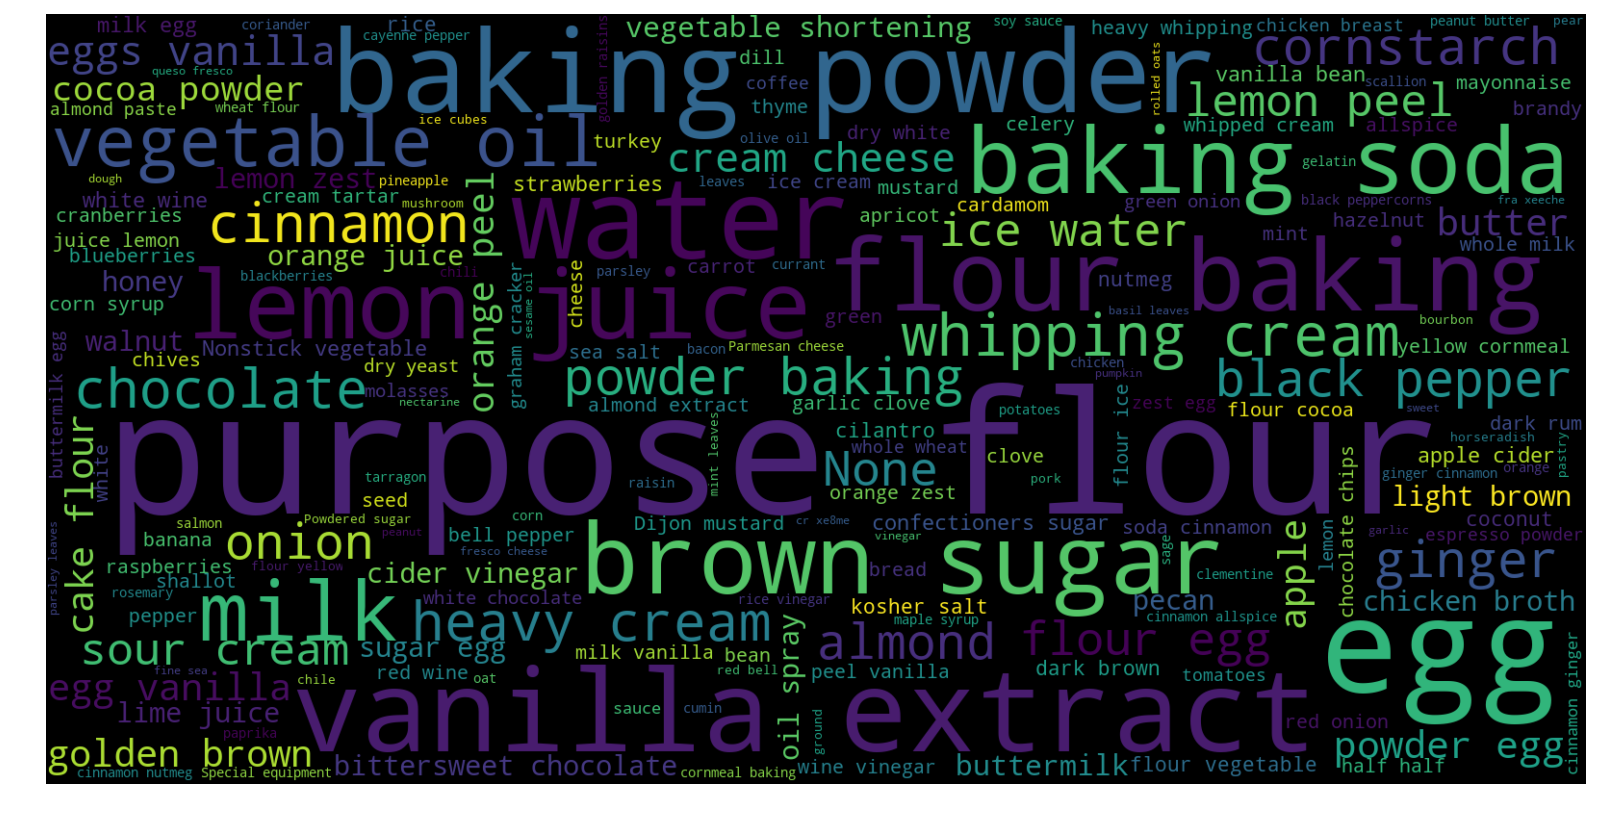 milk egg
coriander
rice
vegetable shortening
soy sauce
heavy whipping
chicken breast
peanut butter
pear
eggs vanilla
cayenne pepper
baking powder
golden raisins
dill
rolled oats
cornstarch
queso fresco
cocoa powder
coffee
vanilla bean
scallion
mayonnaise
almond paste
wheat flour
thyme
lemon peel
brandy
ice cubes
vegetable oil
turkey
olive oil
dry white
celery
whipped cream
allspice
cream cheese
baking soda
gelatin
dough
lemon zest
pineapple
strawberries
leaves
ice cream
mustard
white wine
cream tartar
mushroom
orange peel
water
cardamom
green onion
black peppercorns
fra xeeche
cranberries
cinnamon
apricot
ice water
hazelnut
butter
juice lemon
mint
blueberries
orange juice
whole milk
honey
blackberries
chili
graham cracker
sesame oil
cheese
parsley
carrot
currant
nutmeg
flour baking
corn syrup
lemon juice
green
basil leaves
bourbon
buttermilk egg
walnut
Nonstick vegetable
sea salt
bacon
Parmesan cheese
whipping cream
yellow cornmeal
chives
dry yeast
chicken
pumpkin
chocolate
molasses
nectarine
powder baking
black pepper
almond extract
garlic clove
potatoes
flour ice
zest egg
flour cocoa
sweet
cake flour
purpose flour
cilantro
dark rum
white
whole wheat
horseradish
tarragon
raisin
mint leaves
None
clove
apple cider
pastry
pork
ginger cinnamon
orange
seed
orange zest
chocolate chips
light brown
parsley leaves
salmon
Powdered sugar
corn
Dijon mustard
cr xe8me
confectioners sugar
soda cinnamon
apple
lemon
coconut
banana
onion
peanut
bell pepper
vinegar
sage
garlic
espresso powder
fresco cheese
brown sugar
raspberries
flour yellow
cider vinegar
bread
clementine
ginger
shallot
rosemary
milk
white chocolate
rice vinegar
kosher salt
pecan
chicken broth
pepper
heavy cream
maple syrup
cinnamon allspice
egg
sour cream
sugar egg
milk vanilla
bean
oil spray
almond
flour egg
cinnamon ginger
fine sea
red wine
oat
red bell
peel vanilla
dark brown
tomatoes
egg vanilla
chile
vanilla extract
lime juice
sauce
cumin
red onion
paprika
ground
golden brown
powder egg
cinnamon nutmeg
Special equipment
bittersweet chocolate
cornmeal baking
wine vinegar
buttermilk
flour vegetable
half half